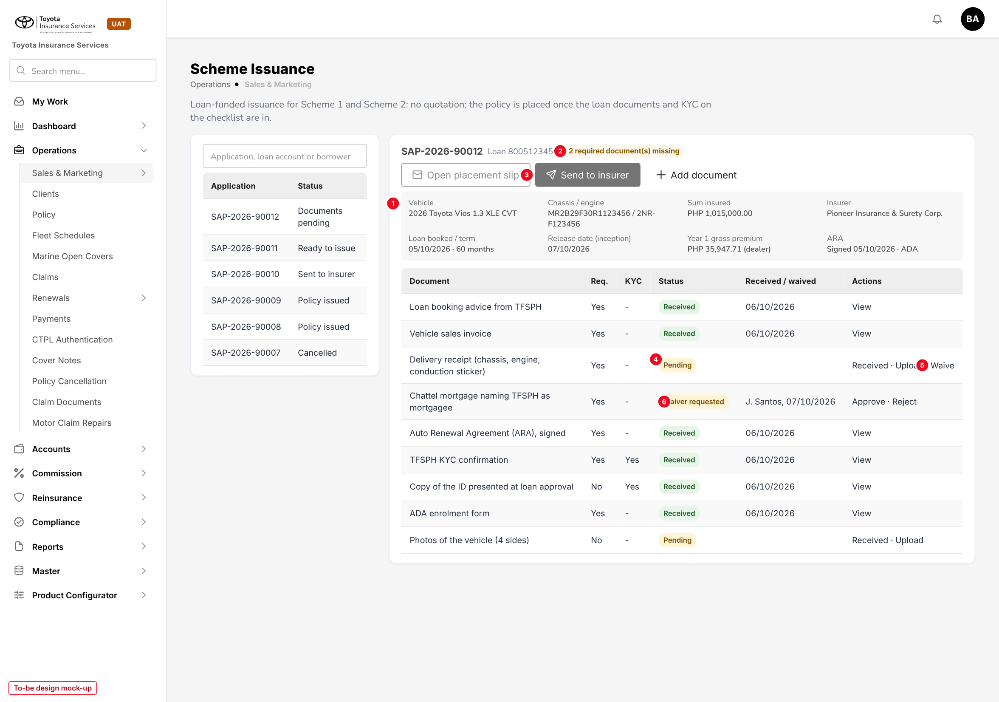 Toyota
Insurance Services
UAT
Toyota Insurance Services
Search menu...
My Work
Dashboard
Operations
Sales & Marketing
Clients
Policy
Fleet Schedules
Marine Open Covers
Claims
Renewals
Payments
CTPL Authentication
Cover Notes
Policy Cancellation
Claim Documents
Motor Claim Repairs
Accounts
Commission
Reinsurance
Compliance
Reports
Master
Product Configurator
To-be design mock-up
BA
Scheme Issuance
Operations • Sales & Marketing
Loan-funded issuance for Scheme 1 and Scheme 2: no quotation; the policy is placed once the loan documents and KYC on
the checklist are in.
Application, loan account or borrower
Application Status
SAP-2026-90012 Documents pending
SAP-2026-90011 Ready to issue
SAP-2026-90010 Sent to insurer
SAP-2026-90009 Policy issued
SAP-2026-90008 Policy issued
SAP-2026-90007 Cancelled
SAP-2026-90012 Loan 800512345 2 2 required document(s) missing
Open placement slip 3 Send to insurer + Add document
1
Vehicle
2026 Toyota Vios 1.3 XLE CVT
Chassis / engine
MR2B29F30R1123456 / 2NR-
F123456
Sum insured
PHP 1,015,000.00
Insurer
Pioneer Insurance & Surety Corp.
Loan booked / term
05/10/2026 · 60 months
Release date (inception)
07/10/2026
Year 1 gross premium
PHP 35,947.71 (dealer)
ARA
Signed 05/10/2026 · ADA
Document Req. KYC Status Received / waived Actions
Loan booking advice from TFSPH Yes - Received 06/10/2026 View
Vehicle sales invoice Yes - Received 06/10/2026 View
Delivery receipt (chassis, engine,
conduction sticker) Yes - 4 Pending Received · Uploa 5 Waive
Chattel mortgage naming TFSPH as
mortgagee Yes - 6 aiver requested J. Santos, 07/10/2026 Approve · Reject
Auto Renewal Agreement (ARA), signed Yes - Received 06/10/2026 View
TFSPH KYC confirmation Yes Yes Received 06/10/2026 View
Copy of the ID presented at loan approval No Yes Received 06/10/2026 View
ADA enrolment form Yes - Received 06/10/2026 View
Photos of the vehicle (4 sides) No - Pending Received · Upload